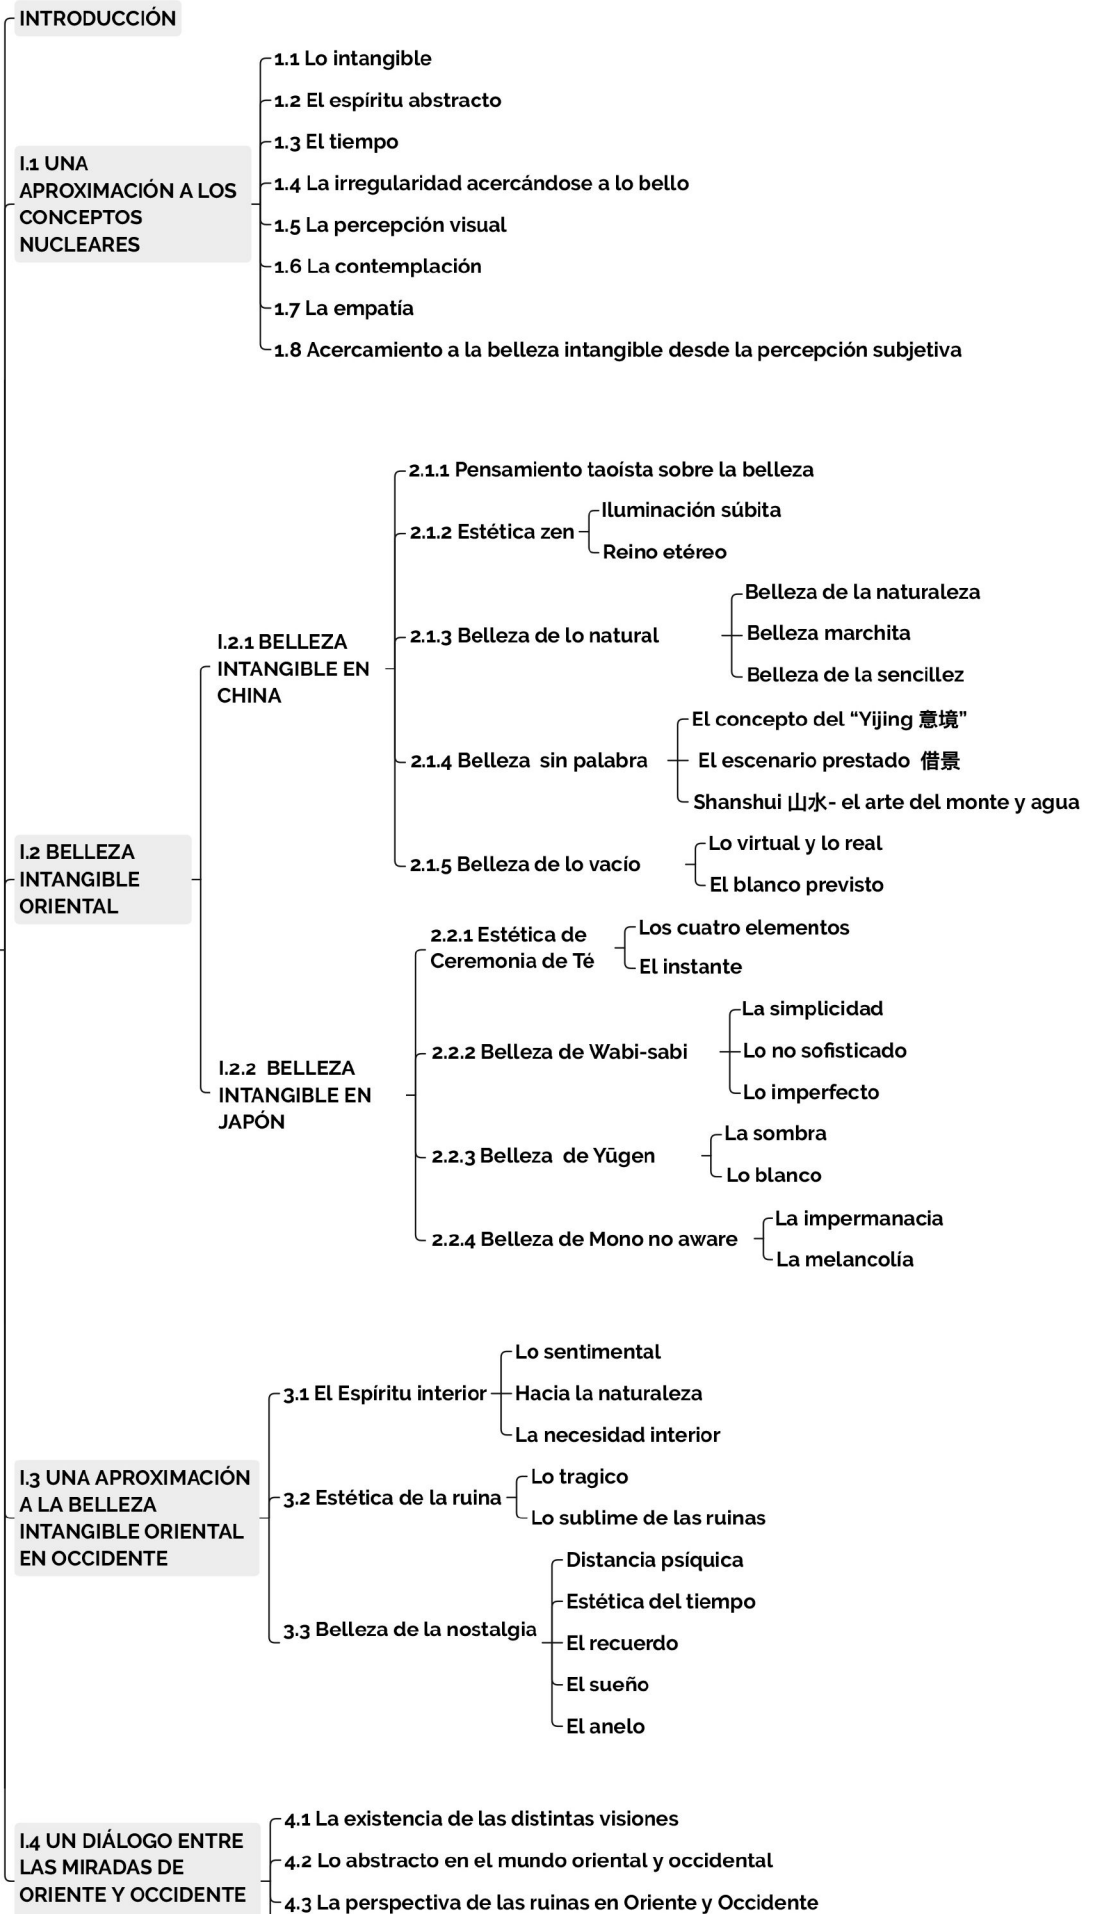 INTRODUCCIÓN
I.1 UNA
APROXIMACIÓN A LOS
CONCEPTOS
NUCLEARES
1.1 Lo intangible
1.2 El espíritu abstracto
1.3 El tiempo
1.4 La irregularidad acercándose a lo bello
1.5 La percepción visual
1.6 La contemplación
1.7 La empatía
1.8 Acercamiento a la belleza intangible desde la percepción subjetiva
I.2 BELLEZA
INTANGIBLE
ORIENTAL
I.2.1 BELLEZA
INTANGIBLE EN
CHINA
2.1.1 Pensamiento taoísta sobre la belleza
2.1.2 Estética zen
Iluminación súbita
Reino etéreo
2.1.3 Belleza de lo natural
Belleza de la naturaleza
Belleza marchita
Belleza de la sencillez
2.1.4 Belleza sin palabra
El concepto del “Yijing 意境”
El escenario prestado 借景
Shanshui 山水- el arte del monte y agua
2.1.5 Belleza de lo vacío
Lo virtual y lo real
El blanco previsto
I.2.2 BELLEZA
INTANGIBLE EN
JAPÓN
2.2.1 Estética de
Ceremonia de Té
Los cuatro elementos
El instante
2.2.2 Belleza de Wabi-sabi
La simplicidad
Lo no sofisticado
Lo imperfecto
2.2.3 Belleza de Yūgen
La sombra
Lo blanco
2.2.4 Belleza de Mono no aware
La impermanacia
La melancolía
I.3 UNA APROXIMACIÓN
A LA BELLEZA
INTANGIBLE ORIENTAL
EN OCCIDENTE
3.1 El Espíritu interior
Lo sentimental
Hacia la naturaleza
La necesidad interior
3.2 Estética de la ruina
Lo tragico
Lo sublime de las ruinas
3.3 Belleza de la nostalgia
Distancia psíquica
Estética del tiempo
El recuerdo
El sueño
El anelo
I.4 UN DIÁLOGO ENTRE
LAS MIRADAS DE
ORIENTE Y OCCIDENTE
4.1 La existencia de las distintas visiones
4.2 Lo abstracto en el mundo oriental y occidental
4.3 La perspectiva de las ruinas en Oriente y Occidente